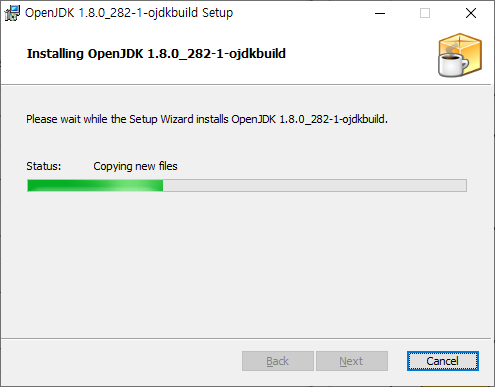 OpenJDK 1.8.0_282-1-ojdkbuild Setup
Installing OpenJDK 1.8.0_282-1-ojdkbuild
Please wait while the Setup Wizard installs OpenJDK 1.8.0_282-1-ojdkbuild.
Status: Copying new files
Back Next Cancel